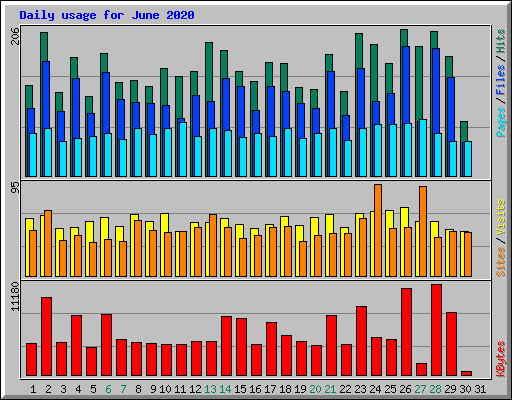 Daily usage for June 2020
206
Pages / Files / Hits
95
Sites / Visits
11180
KBytes
1 2 3 4 5 6 7 8 9 10 11 12 13 14 15 16 17 18 19 20 21 22 23 24 25 26 27 28 29 30 31